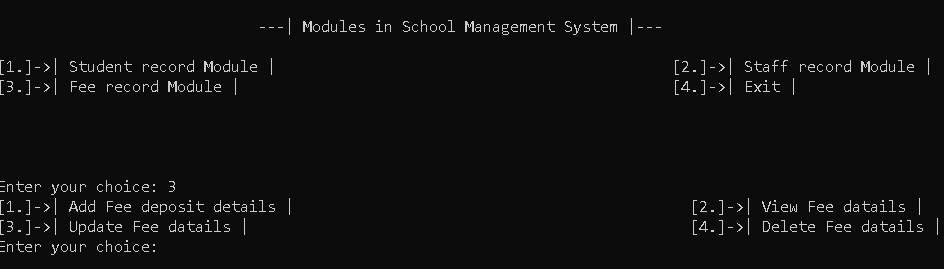 ---| Modules in School Management System |---
[1.]->| Student record Module | [2.]->| Staff record Module |
[3.]->| Fee record Module | [4.]->| Exit |
Enter your choice: 3
[1.]->| Add Fee deposit details | [2.]->| View Fee datails |
[3.]->| Update Fee datails | [4.]->| Delete Fee datails |
Enter your choice: